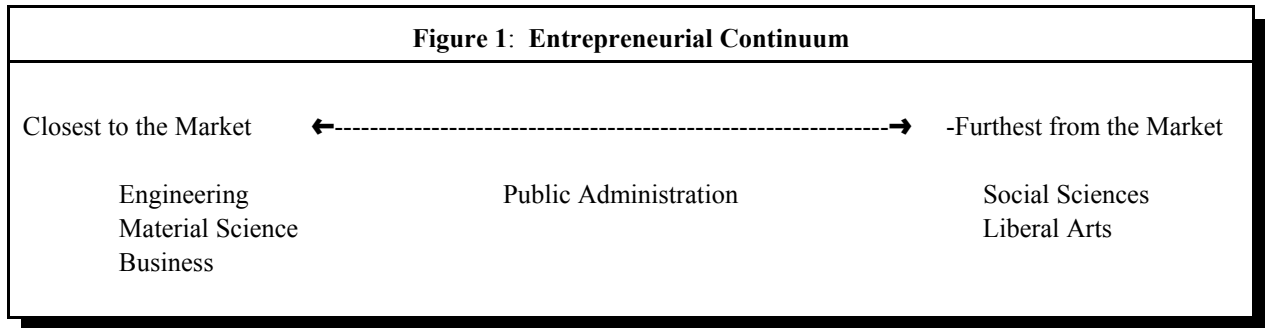 Figure 1: Entrepreneurial Continuum
Closest to the Market ←---------------------------------------------------------------→ -Furthest from the Market
Engineering Public Administration Social Sciences
Material Science Liberal Arts
Business